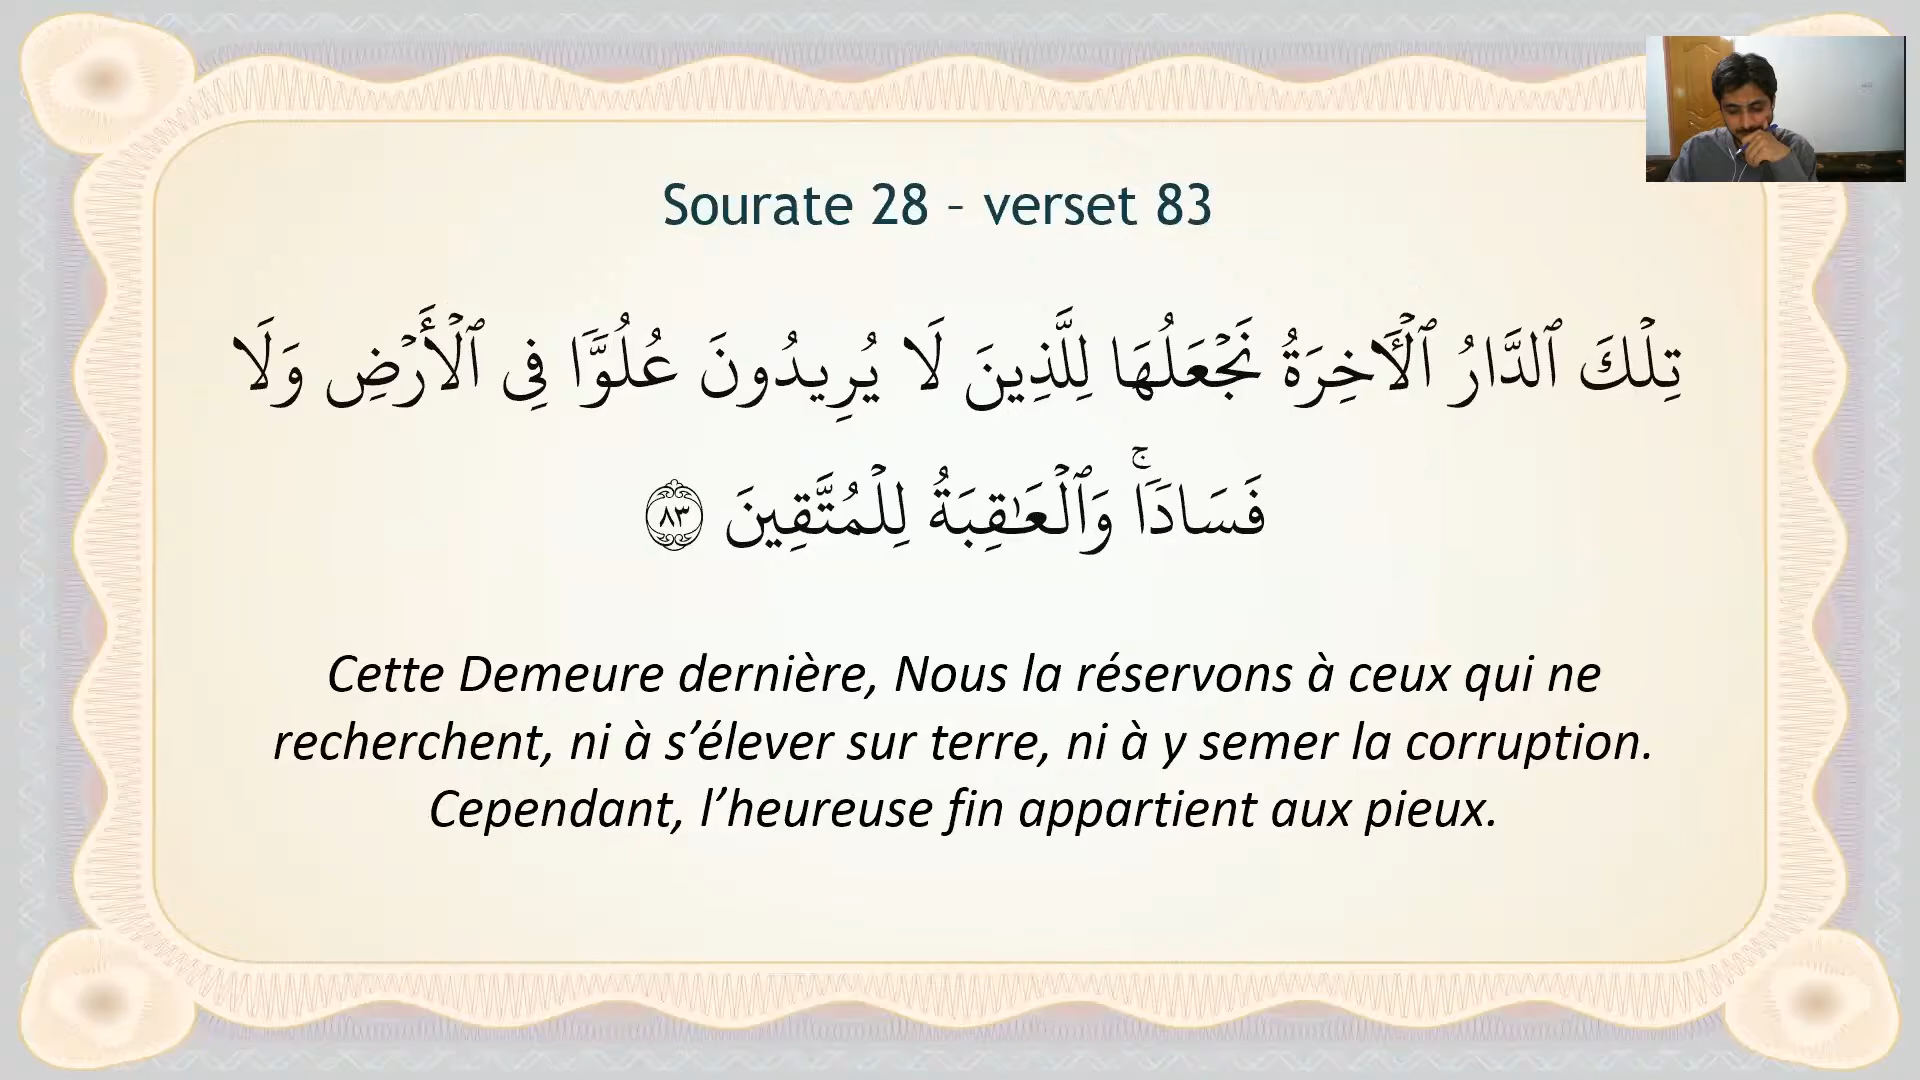 Sourate 28 – verset 83
تِلْكَ ٱلدَّارُ ٱلْـَٔاخِرَةُ نَجْعَلُهَا لِلَّذِينَ لَا يُرِيدُونَ عُلُوًّا فِى ٱلْأَرْضِ وَلَا
فَسَادًا ۚ وَٱلْعَـٰقِبَةُ لِلْمُتَّقِينَ ٨٣
Cette Demeure dernière, Nous la réservons à ceux qui ne
recherchent, ni à s’élever sur terre, ni à y semer la corruption.
Cependant, l’heureuse fin appartient aux pieux.